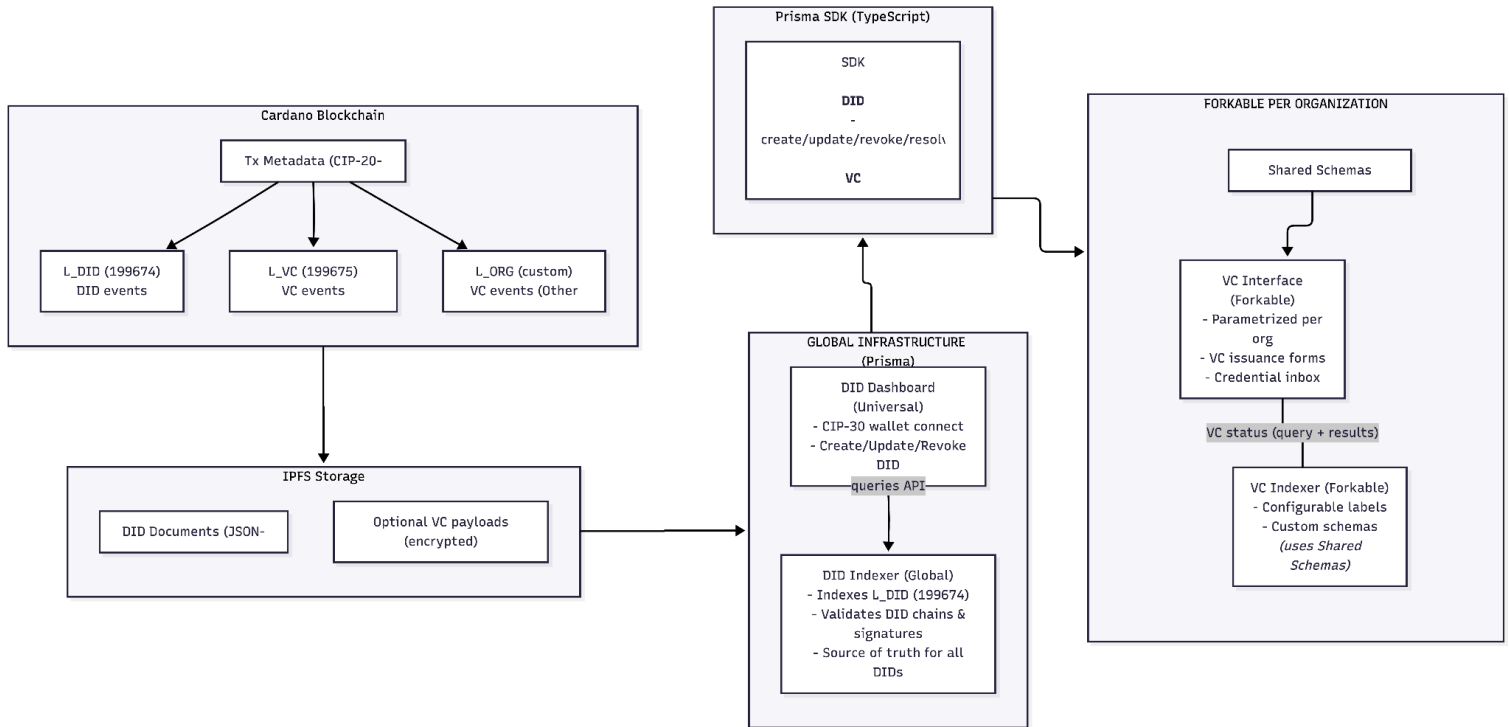 Cardano Blockchain
Tx Metadata (CIP-20-
L_DID (199674)
DID events
L_VC (199675)
VC events
L_ORG (custom)
VC events (Other
IPFS Storage
DID Documents (JSON-
Optional VC payloads
(encrypted)
Prisma SDK (TypeScript)
SDK
DID
-
create/update/revoke/resolv
VC
GLOBAL INFRASTRUCTURE
(Prisma)
DID Dashboard
(Universal)
- CIP-30 wallet connect
- Create/Update/Revoke
DID
queries API
DID Indexer (Global)
- Indexes L_DID (199674)
- Validates DID chains &
signatures
- Source of truth for all
DIDs
FORKABLE PER ORGANIZATION
Shared Schemas
VC Interface
(Forkable)
- Parametrized per
org
- VC issuance forms
- Credential inbox
VC status (query + results)
VC Indexer (Forkable)
- Configurable labels
- Custom schemas
(uses Shared
Schemas)